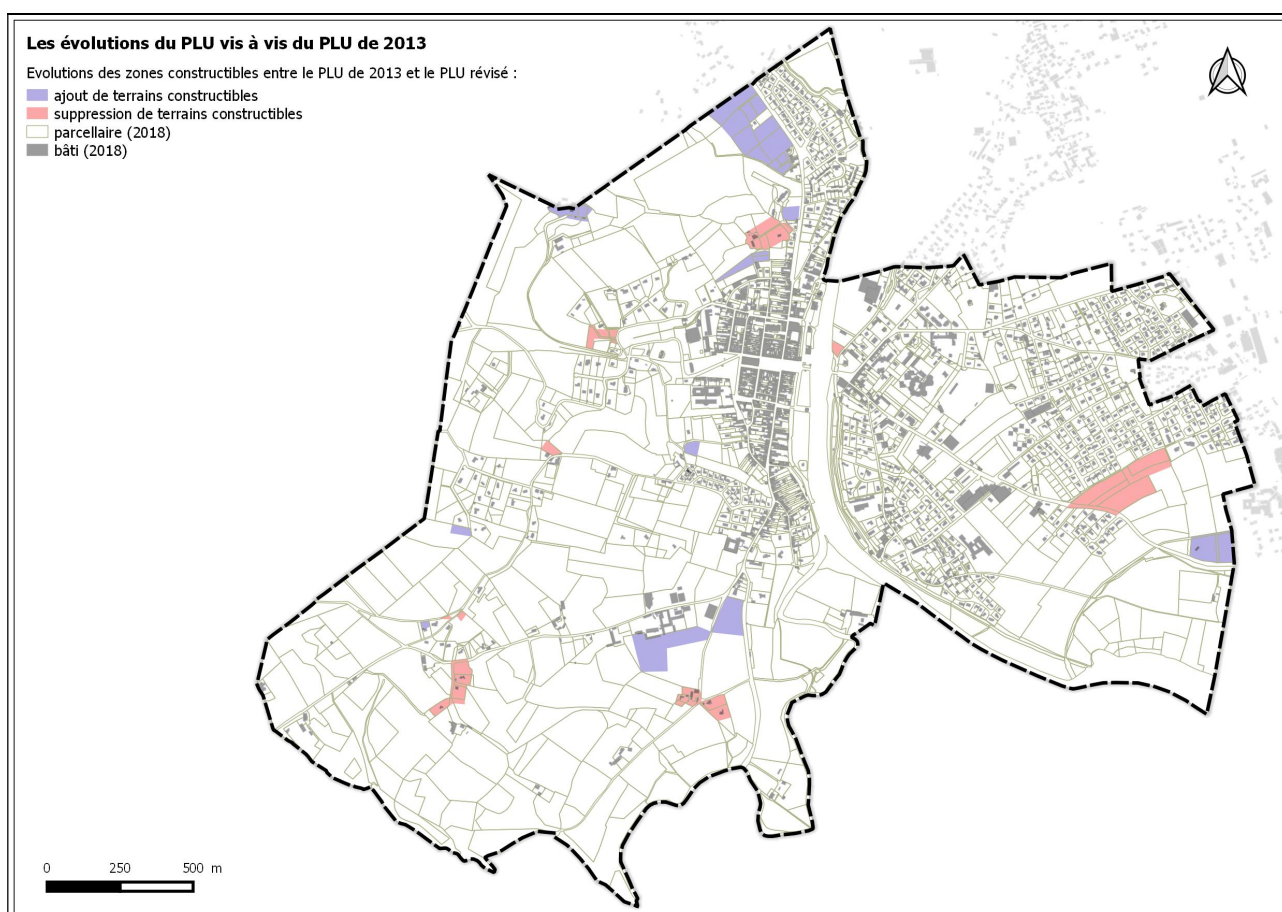 Les évolutions du PLU vis à vis du PLU de 2013
Evolutions des zones constructibles entre le PLU de 2013 et le PLU révisé :
ajout de terrains constructibles
suppression de terrains constructibles
parcellaire (2018)
bâti (2018)
0 250 500 m